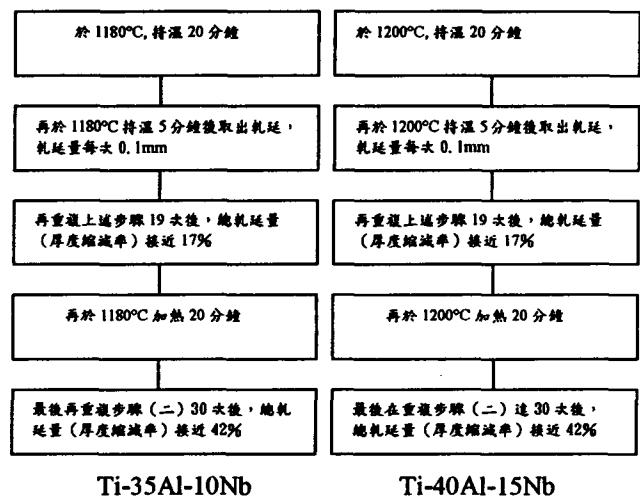 於 1180°C, 持溫 20 分鐘
再於 1180°C 持溫 5 分鐘後取出軋延，
軋延量每次 0.1mm
再重複上述步驟 19 次後，總軋延量
（厚度縮減率）接近 17%
再於 1180°C 加熱 20 分鐘
最後再重複步驟（二）30 次後，總軋
延量（厚度縮減率）接近 42%
Ti-35Al-10Nb
於 1200°C, 持溫 20 分鐘
再於 1200°C 持溫 5 分鐘後取出軋延，
軋延量每次 0.1mm
再重複上述步驟 19 次後，總軋延量
（厚度縮減率）接近 17%
再於 1200°C 加熱 20 分鐘
最後在重複步驟（二）達 30 次後，
總軋延量（厚度縮減率）接近 42%
Ti-40Al-15Nb